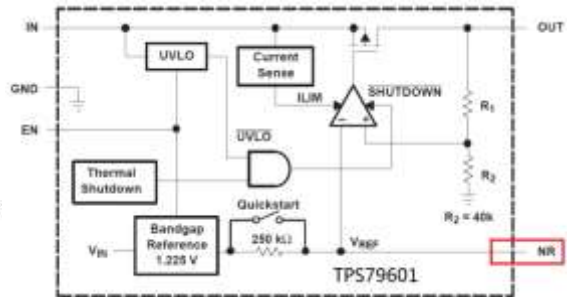 IN
OUT
UVLO
Current
Sense
GND
ILIM
SHUTDOWN
R1
EN
UVLO
R2
Thermal
Shutdown
Quickstart
R2 = 40k
Bandgap
Reference
1.225 V
VIN
250 kΩ
VREF
NR
TPS79601